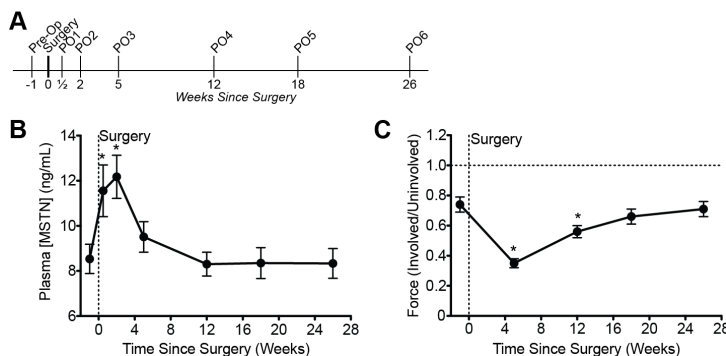 A
Pre-Op
Surgery
PO1
PO2
PO3
PO4
PO5
PO6
-1 0 ½ 2 5 12 18 26
Weeks Since Surgery
B
Surgery
* *
Plasma [MSTN] (ng/mL)
14
12
10
8
6
0 4 8 12 16 20 24 28
Time Since Surgery (Weeks)
C
Surgery
* *
Force (Involved/Uninvolved)
1.2
1.0
0.8
0.6
0.4
0.2
0.0
0 4 8 12 16 20 24 28
Time Since Surgery (Weeks)